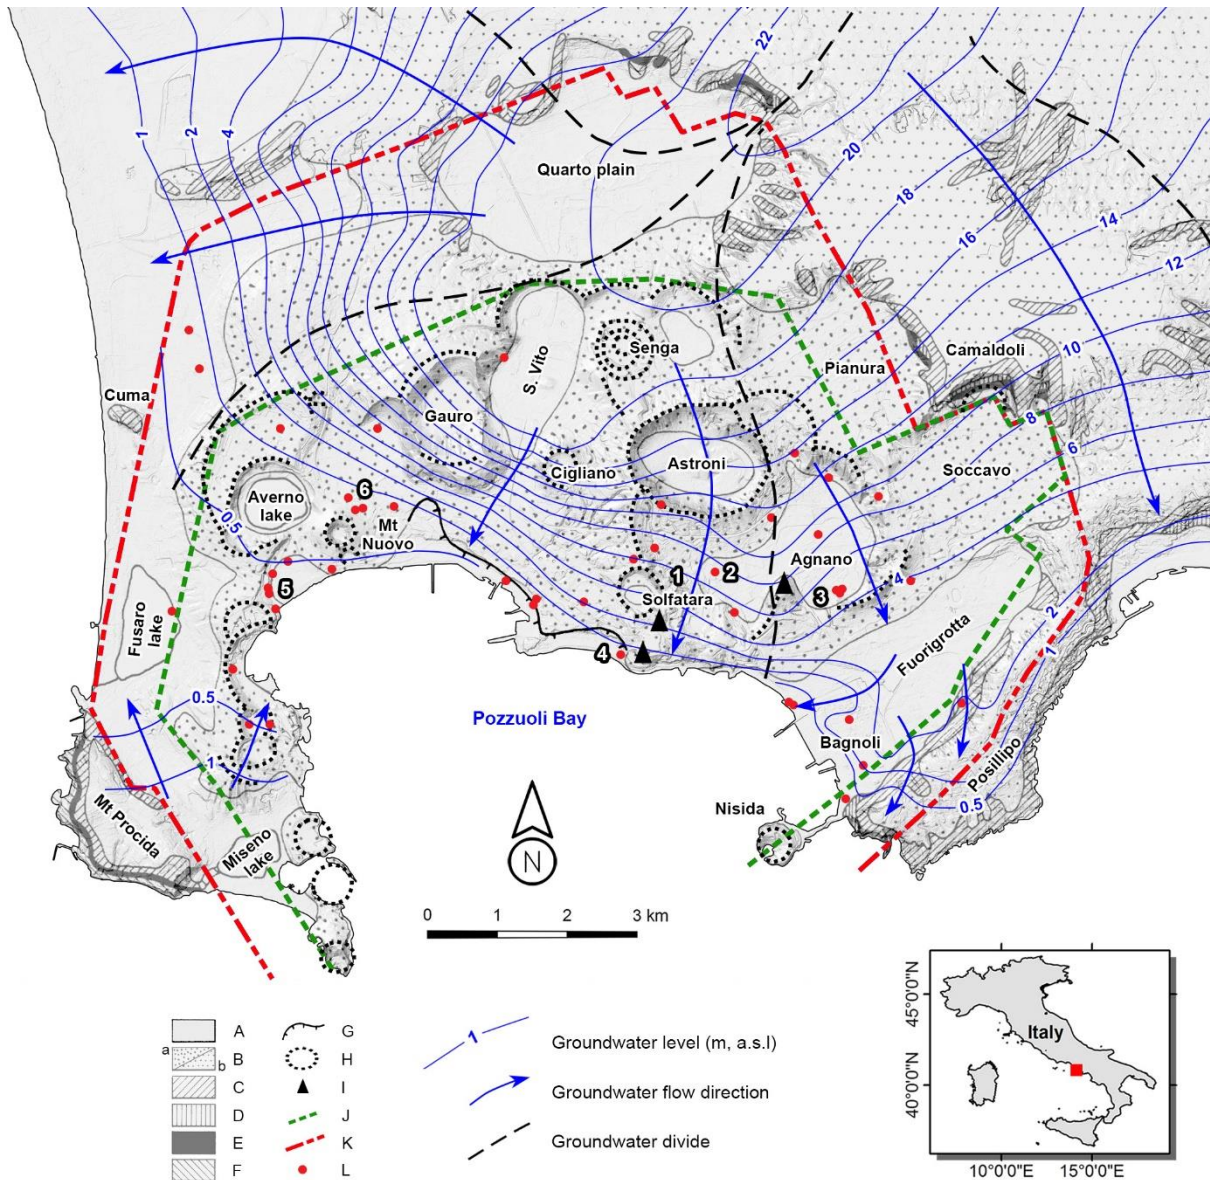 22
1
2
4
20
Quarto plain
18
16
14
12
10
Camaldoli
Pianura
Senga
S. Vito
Cuma
Gauro
8
6
Soccavo
Astroni
Cigliano
Averno
lake
6
0.5
Mt
Nuovo
Agnano
1
2
3
4
Solfatara
5
Fusaro
lake
2
1
Fuorigrotta
4
0.5
Pozzuoli Bay
Bagnoli
Posillipo
1
0.5
Nisida
Mt Procida
Miseno
lake
N
0 1 2 3 km
A
a
B
b
C
D
E
F
G
H
I
J
K
L
1
Groundwater level (m, a.s.l)
Groundwater flow direction
Groundwater divide
45°0'0"N
40°0'0"N
Italy
10°0'0"E 15°0'0"E